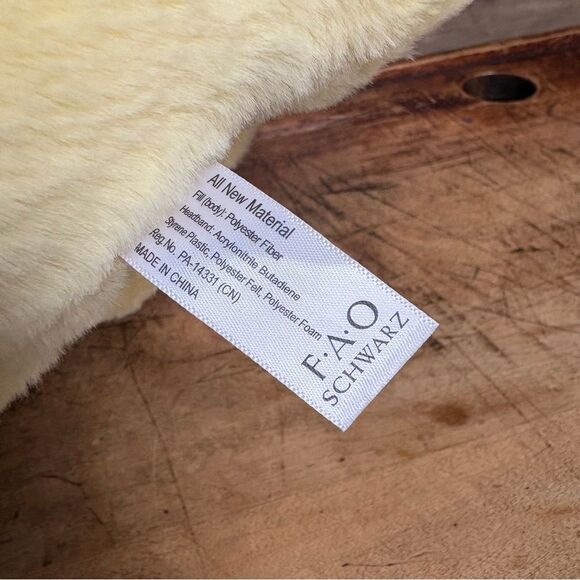 All New Material
Fill (body): Polyester Fiber
Headband: Acrylonitrile Butadiene
Styrene Plastic, Polyester Felt, Polyester Foam
Reg. No. PA-14331 (CN)
MADE IN CHINA
F·A·O
SCHWARZ